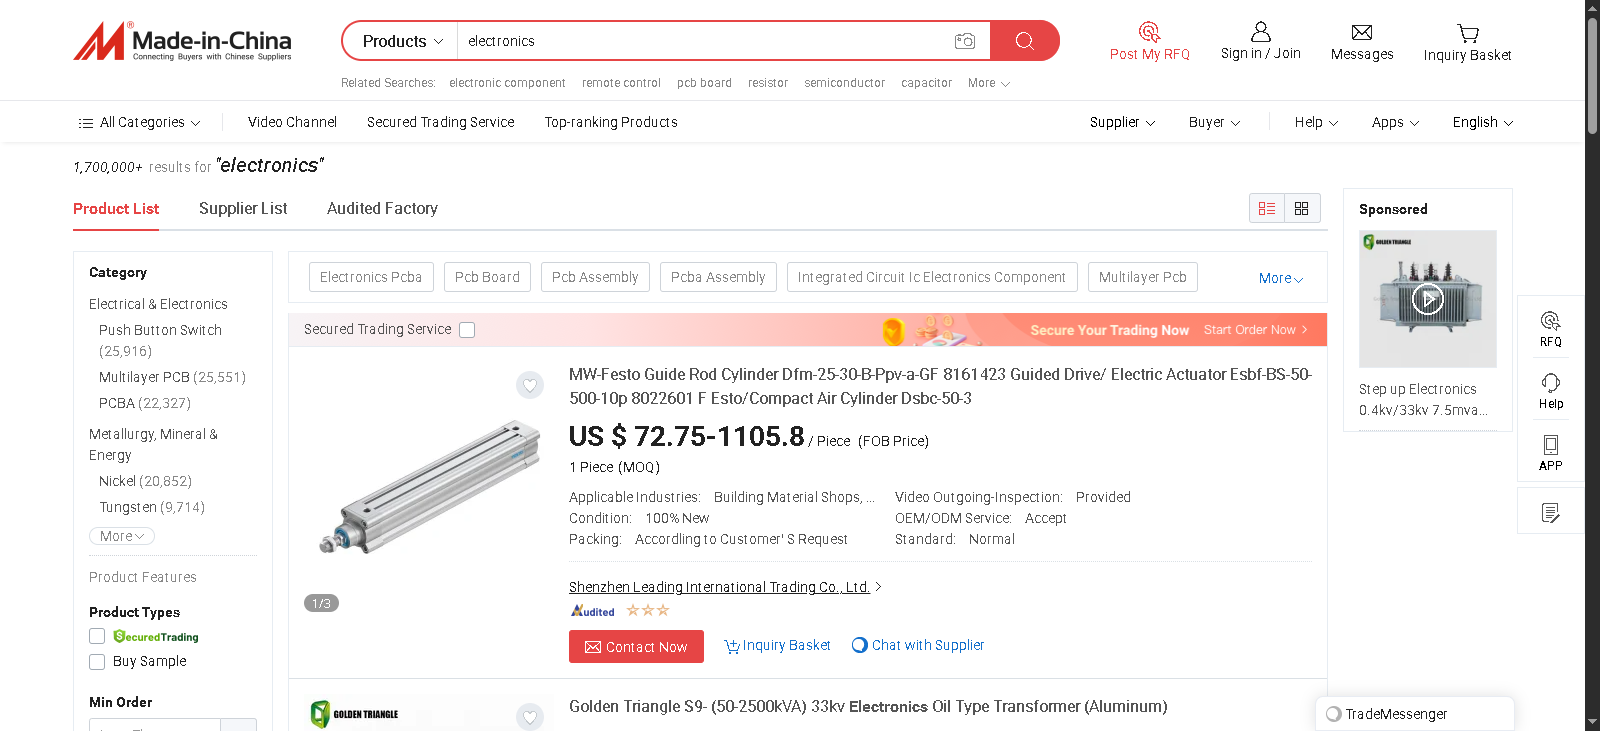 Made-in-China
Connecting Buyers with Chinese Suppliers
Products
electronics
Post My RFQ
Sign in / Join
Messages
Inquiry Basket
Related Searches: electronic component remote control pcb board resistor semiconductor capacitor More
All Categories
Video Channel
Secured Trading Service
Top-ranking Products
Supplier
Buyer
Help
Apps
English
1,700,000+ results for "electronics"
Product List
Supplier List
Audited Factory
Category
Electrical & Electronics
Push Button Switch
(25,916)
Multilayer PCB (25,551)
PCBA (22,327)
Metallurgy, Mineral &
Energy
Nickel (20,852)
Tungsten (9,714)
More
Product Features
Product Types
SecuredTrading
Buy Sample
Min Order
Electronics Pcba
Pcb Board
Pcb Assembly
Pcba Assembly
Integrated Circuit Ic Electronics Component
Multilayer Pcb
More
Secured Trading Service
Secure Your Trading Now
Start Order Now
MW-Festo Guide Rod Cylinder Dfm-25-30-B-Ppv-a-GF 8161423 Guided Drive/ Electric Actuator Esbf-BS-50-
500-10p 8022601 F Esto/Compact Air Cylinder Dsbc-50-3
US $ 72.75-1105.8 / Piece (FOB Price)
1 Piece (MOQ)
Applicable Industries: Building Material Shops, ...
Video Outgoing-Inspection: Provided
Condition: 100% New
OEM/ODM Service: Accept
Packing: Accordling to Customer' S Request
Standard: Normal
1/3
Shenzhen Leading International Trading Co., Ltd.
Audited
Contact Now
Inquiry Basket
Chat with Supplier
GOLDEN TRIANGLE
Golden Triangle S9- (50-2500kVA) 33kv Electronics Oil Type Transformer (Aluminum)
Sponsored
GOLDEN TRIANGLE
Step up Electronics
0.4kv/33kv 7.5mva...
RFQ
Help
APP
TradeMessenger